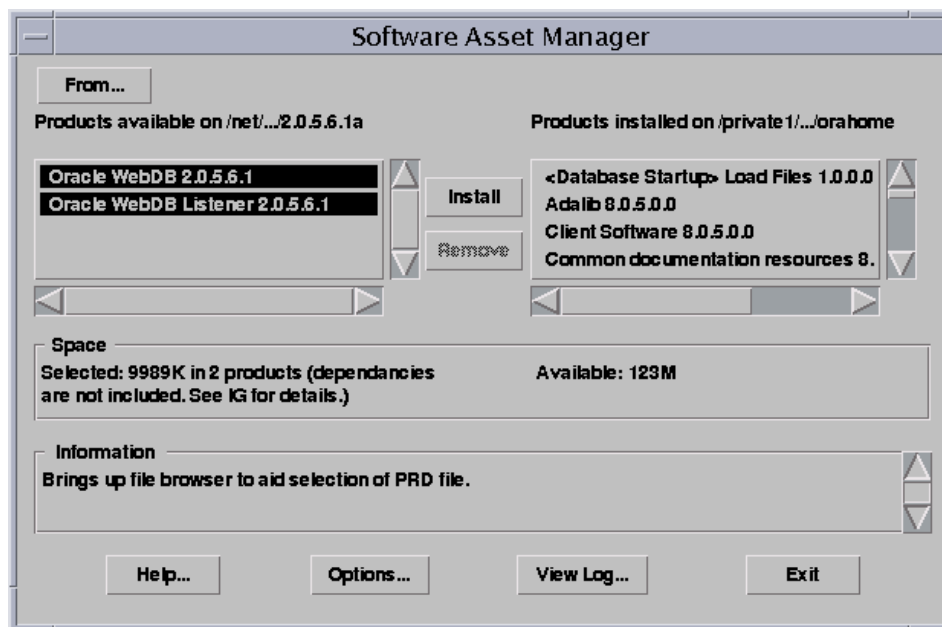 Software Asset Manager
From...
Products available on /net/.../2.0.5.6.1a
Products installed on /private1/.../orahome
Oracle WebDB 2.0.5.6.1
Oracle WebDB Listener 2.0.5.6.1
Install
Remove
<Database Startup> Load Files 1.0.0.0
Adalib 8.0.5.0.0
Client Software 8.0.5.0.0
Common documentation resources 8.
Space
Selected: 9989K in 2 products (dependancies
are not included. See IG for details.)
Available: 123M
Information
Brings up file browser to aid selection of PRD file.
Help...
Options...
View Log...
Exit